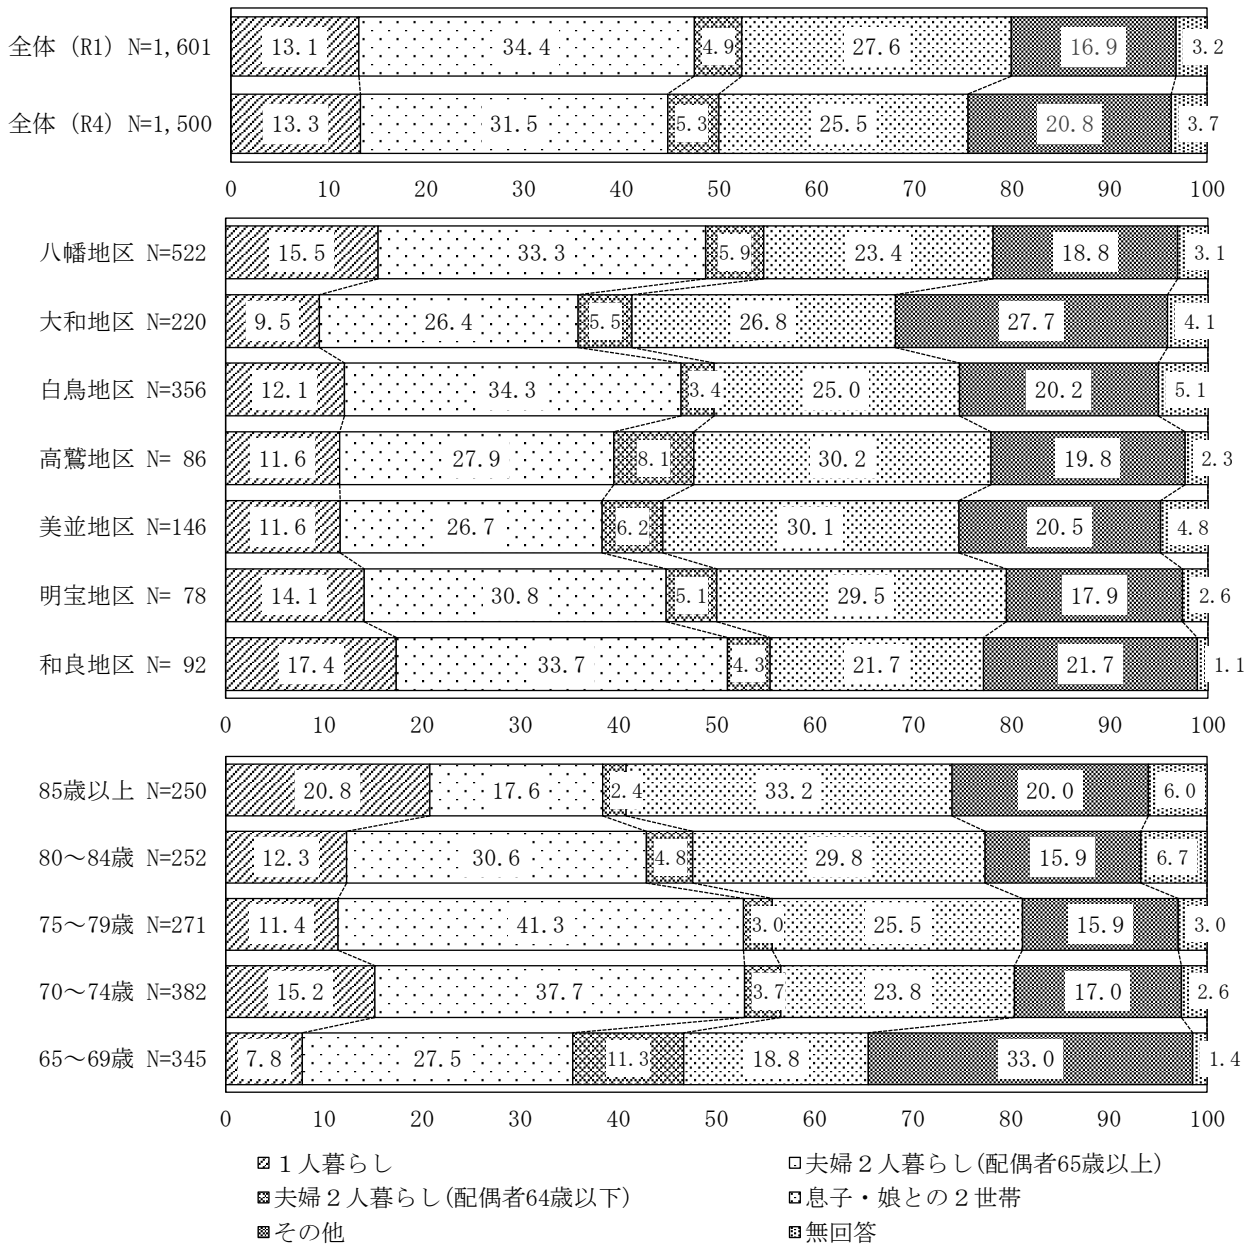 全体（R1）N=1,601 13.1 34.4 4.9 27.6 16.9 3.2
全体（R4）N=1,500 13.3 31.5 5.3 25.5 20.8 3.7
0 10 20 30 40 50 60 70 80 90 100
八幡地区 N=522 15.5 33.3 5.9 23.4 18.8 3.1
大和地区 N=220 9.5 26.4 5.5 26.8 27.7 4.1
白鳥地区 N=356 12.1 34.3 3.4 25.0 20.2 5.1
高鷲地区 N= 86 11.6 27.9 8.1 30.2 19.8 2.3
美並地区 N=146 11.6 26.7 6.2 30.1 20.5 4.8
明宝地区 N= 78 14.1 30.8 5.1 29.5 17.9 2.6
和良地区 N= 92 17.4 33.7 4.3 21.7 21.7 1.1
0 10 20 30 40 50 60 70 80 90 100
85歳以上 N=250 20.8 17.6 2.4 33.2 20.0 6.0
80～84歳 N=252 12.3 30.6 4.8 29.8 15.9 6.7
75～79歳 N=271 11.4 41.3 3.0 25.5 15.9 3.0
70～74歳 N=382 15.2 37.7 3.7 23.8 17.0 2.6
65～69歳 N=345 7.8 27.5 11.3 18.8 33.0 1.4
0 10 20 30 40 50 60 70 80 90 100
１人暮らし 夫婦２人暮らし(配偶者65歳以上)
夫婦２人暮らし(配偶者64歳以下) 息子・娘との２世帯
その他 無回答